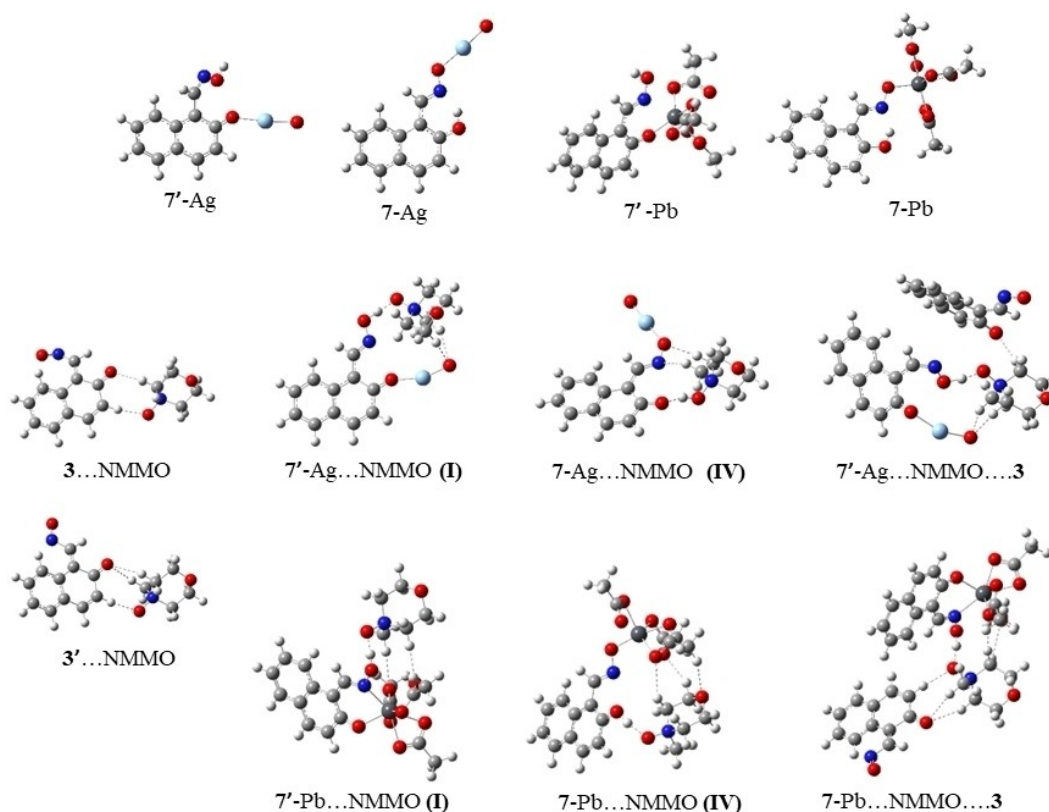 7′-Ag
7-Ag
7′-Pb
7-Pb
3…NMMO
7′-Ag…NMMO (I)
7-Ag…NMMO (IV)
7′-Ag…NMMO….3
3′…NMMO
7′-Pb…NMMO (I)
7-Pb…NMMO (IV)
7-Pb…NMMO….3